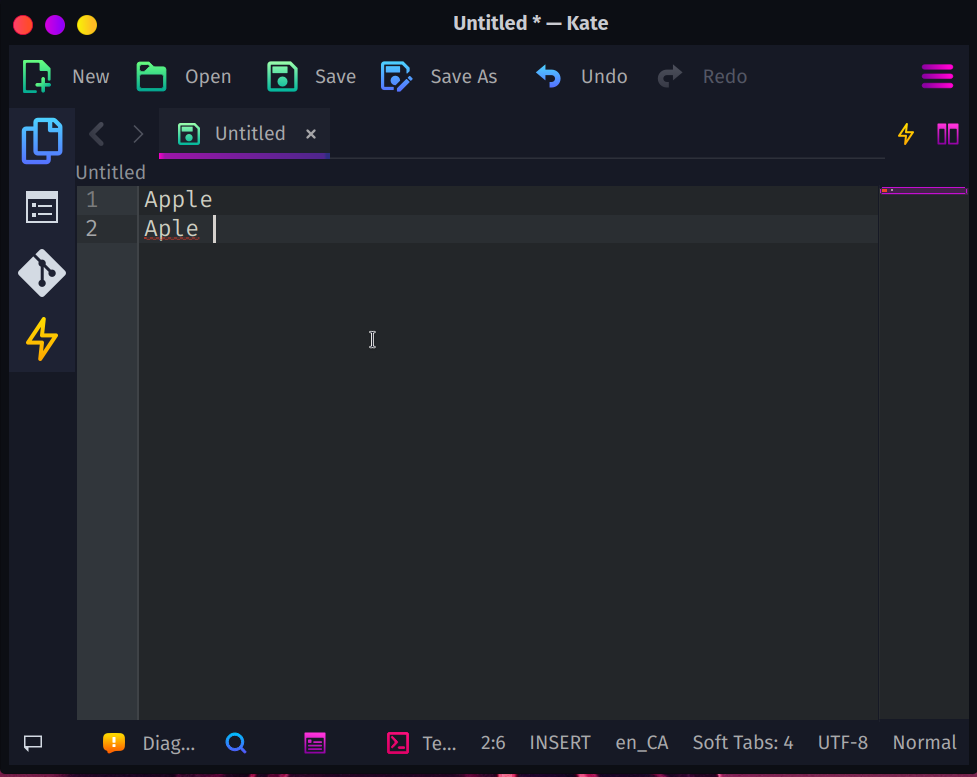 Untitled * — Kate
New Open Save Save As Undo Redo
Untitled
Untitled
1 Apple
2 Aple
Diag... Te... 2:6 INSERT en_CA Soft Tabs: 4 UTF-8 Normal